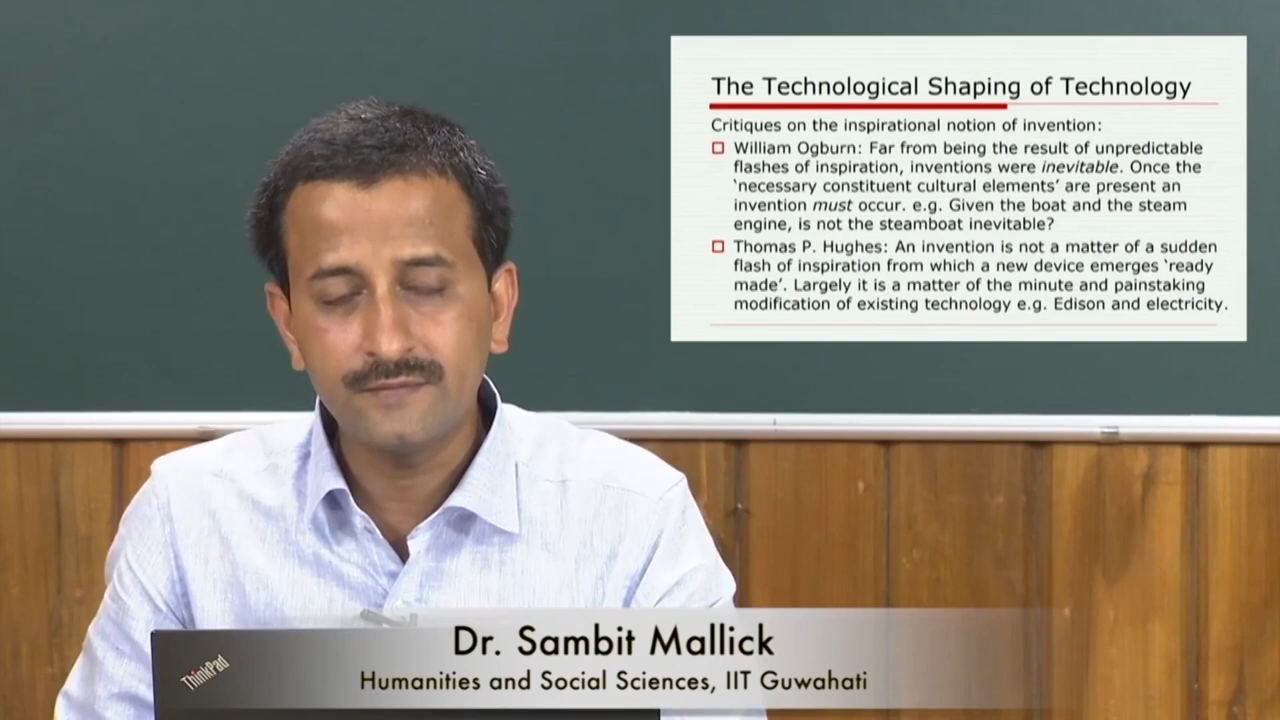 The Technological Shaping of Technology
Critiques on the inspirational notion of invention:
William Ogburn: Far from being the result of unpredictable
flashes of inspiration, inventions were inevitable. Once the
‘necessary constituent cultural elements’ are present an
invention must occur. e.g. Given the boat and the steam
engine, is not the steamboat inevitable?
Thomas P. Hughes: An invention is not a matter of a sudden
flash of inspiration from which a new device emerges ‘ready
made’. Largely it is a matter of the minute and painstaking
modification of existing technology e.g. Edison and electricity.
Dr. Sambit Mallick
Humanities and Social Sciences, IIT Guwahati
ThinkPad